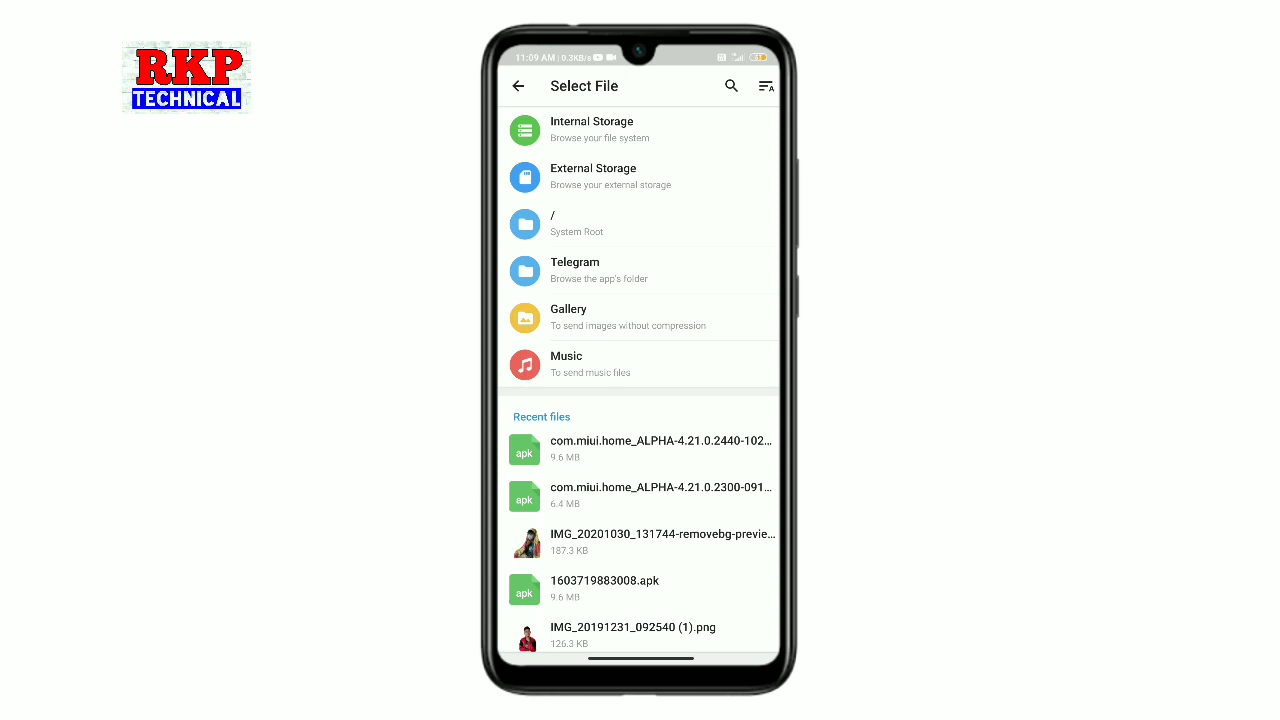 RKP
TECHNICAL
11:09 AM | 0.3KB/s
Select File
Internal Storage
Browse your file system
External Storage
Browse your external storage
/
System Root
Telegram
Browse the app's folder
Gallery
To send images without compression
Music
To send music files
Recent files
apk
com.miui.home_ALPHA-4.21.0.2440-102...
9.6 MB
apk
com.miui.home_ALPHA-4.21.0.2300-091...
6.4 MB
IMG_20201030_131744-removebg-previe...
187.3 KB
apk
1603719883008.apk
9.6 MB
IMG_20191231_092540 (1).png
126.3 KB